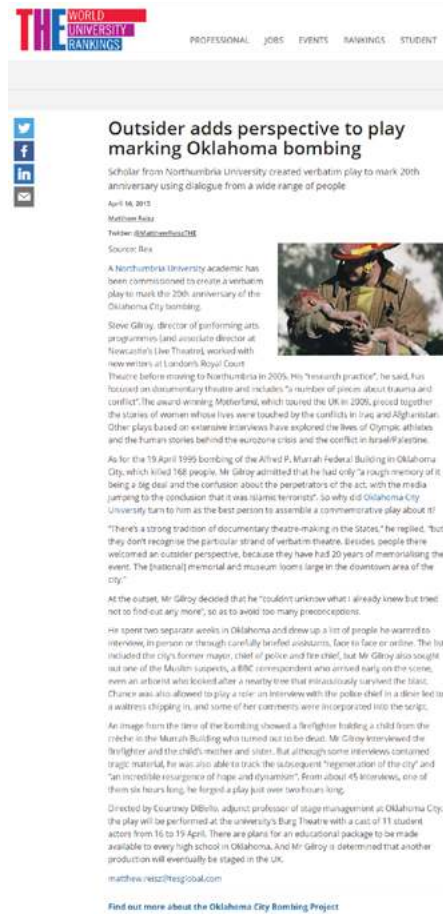 THE
WORLD
UNIVERSITY
RANKINGS
PROFESSIONAL JOBS EVENTS RANKINGS STUDENT
Outsider adds perspective to play
marking Oklahoma bombing
Scholar from Northumbria University created verbatim play to mark 20th
anniversary using dialogue from a wide range of people
April 16, 2015
Matthew Reisz
Twitter: @MatthewReiszTHE
Source: Rex
A Northumbria University academic has
been commissioned to create a verbatim
play to mark the 20th anniversary of the
Oklahoma City bombing.
Steve Gilroy, director of performing arts
programmes (and associate director at
Newcastle's Live Theatre), worked with
new writers at London's Royal Court
Theatre before moving to Northumbria in 2005. His "research practice", he said, has
focused on documentary theatre and includes "a number of pieces about trauma and
conflict". The award-winning Motherland, which toured the UK in 2009, pieced together
the stories of women whose lives were touched by the conflicts in Iraq and Afghanistan.
Other plays based on extensive interviews have explored the lives of Olympic athletes
and the human stories behind the eurozone crisis and the conflict in Israel/Palestine.
As for the 19 April 1995 bombing of the Alfred P. Murrah Federal Building in Oklahoma
City, which killed 168 people, Mr Gilroy admitted that he had only "a rough memory of it
being a big deal and the confusion about the perpetrators of the act, with the media
jumping to the conclusion that it was Islamic terrorists". So why did Oklahoma City
University turn to him as the best person to assemble a commemorative play about it?
"There's a strong tradition of documentary theatre-making in the States," he replied, "but
they don't recognise the particular strand of verbatim theatre. Besides, people there
welcomed an outsider perspective, because they have had 20 years of memorialising the
event. The [national] memorial and museum looms large in the downtown area of the
city."
At the outset, Mr Gilroy decided that he "couldn't unknow what I already knew but tried
not to find out any more", so as to avoid too many preconceptions.
He spent two separate weeks in Oklahoma and drew up a list of people he wanted to
interview, in person or through carefully briefed assistants, face to face or online. The list
included the city's former mayor, chief of police and fire chief, but Mr Gilroy also sought
out one of the Muslim suspects, a BBC correspondent who arrived early on the scene,
even an arborist who looked after a nearby tree that miraculously survived the blast.
Chance was also allowed to play a role: an interview with the police chief in a diner led to
a waitress chipping in, and some of her comments were incorporated into the script.
An image from the time of the bombing showed a firefighter holding a child from the
crèche in the Murrah Building who turned out to be dead. Mr Gilroy interviewed the
firefighter and the child's mother and sister. But although some interviews contained
tragic material, he was also able to track the subsequent "regeneration of the city" and
"an incredible resurgence of hope and dynamism". From about 45 interviews, one of
them six hours long, he forged a play just over two hours long.
Directed by Courtney DiBello, adjunct professor of stage management at Oklahoma City,
the play will be performed at the university's Burg Theatre with a cast of 11 student
actors from 16 to 19 April. There are plans for an educational package to be made
available to every high school in Oklahoma. And Mr Gilroy is determined that another
production will eventually be staged in the UK.
matthew.reisz@tesglobal.com
Find out more about the Oklahoma City Bombing Project